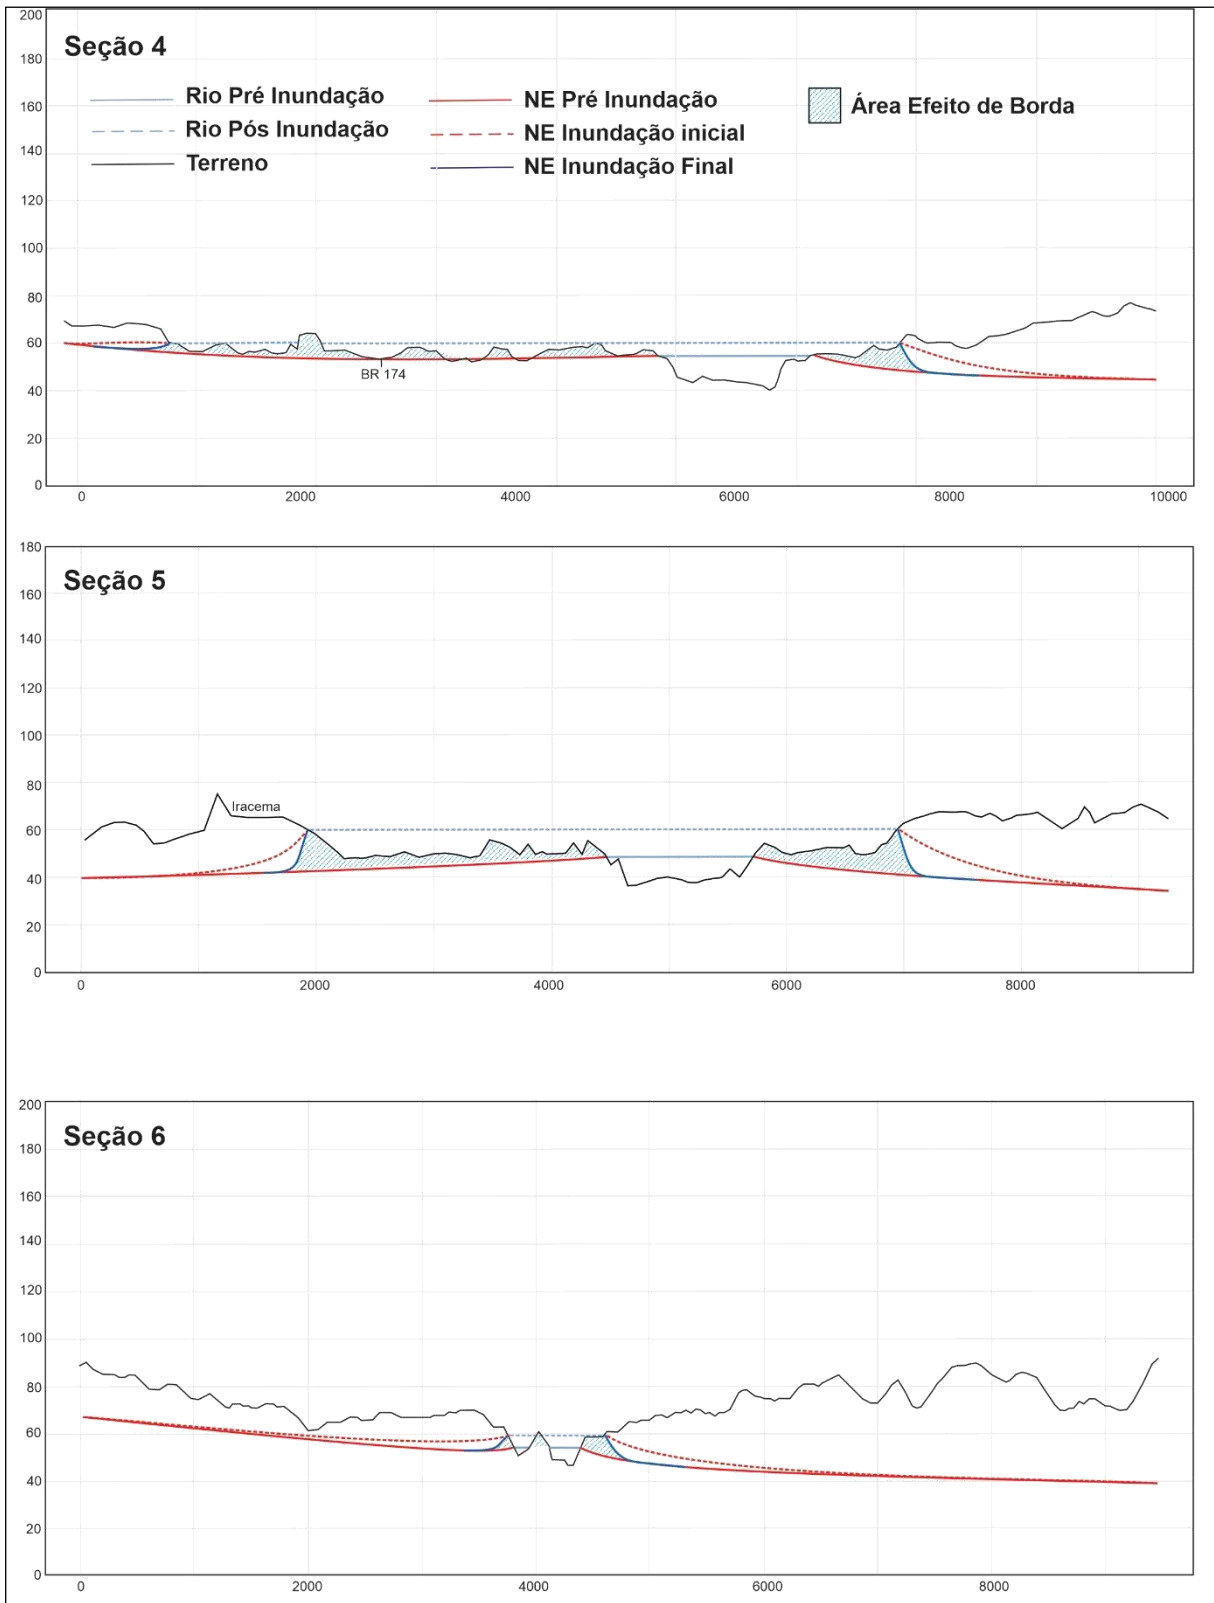 200
Seção 4
180
Rio Pré Inundação
NE Pré Inundação
Área Efeito de Borda
160
Rio Pós Inundação
NE Inundação inicial
140
Terreno
NE Inundação Final
120
100
80
60
BR 174
40
20
0
0 2000 4000 6000 8000 10000
180
Seção 5
160
140
120
100
80
Iracema
60
40
20
0
0 2000 4000 6000 8000
200
Seção 6
180
160
140
120
100
80
60
40
20
0
0 2000 4000 6000 8000